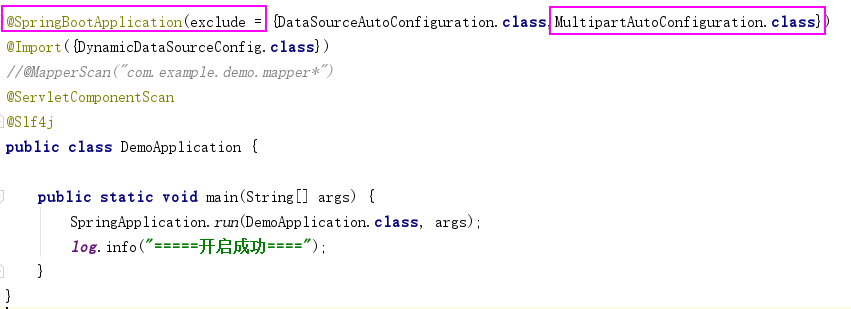 @SpringBootApplication(exclude = {DataSourceAutoConfiguration.class,MultipartAutoConfiguration.class})
@Import({DynamicDataSourceConfig.class})
//@MapperScan("com.example.demo.mapper*")
@ServletComponentScan
@Slf4j
public class DemoApplication {
public static void main(String[] args) {
SpringApplication.run(DemoApplication.class, args);
log.info("=====开启成功====");
}
}